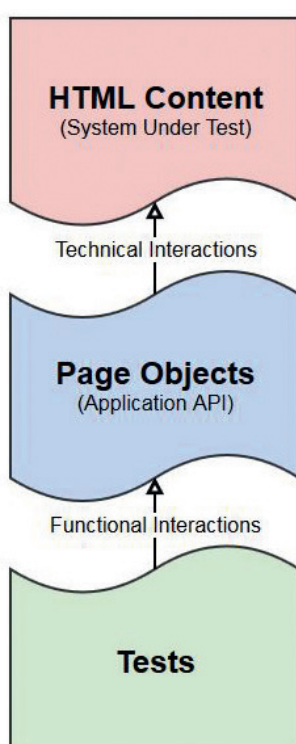 HTML Content
(System Under Test)
Technical Interactions
Page Objects
(Application API)
Functional Interactions
Tests